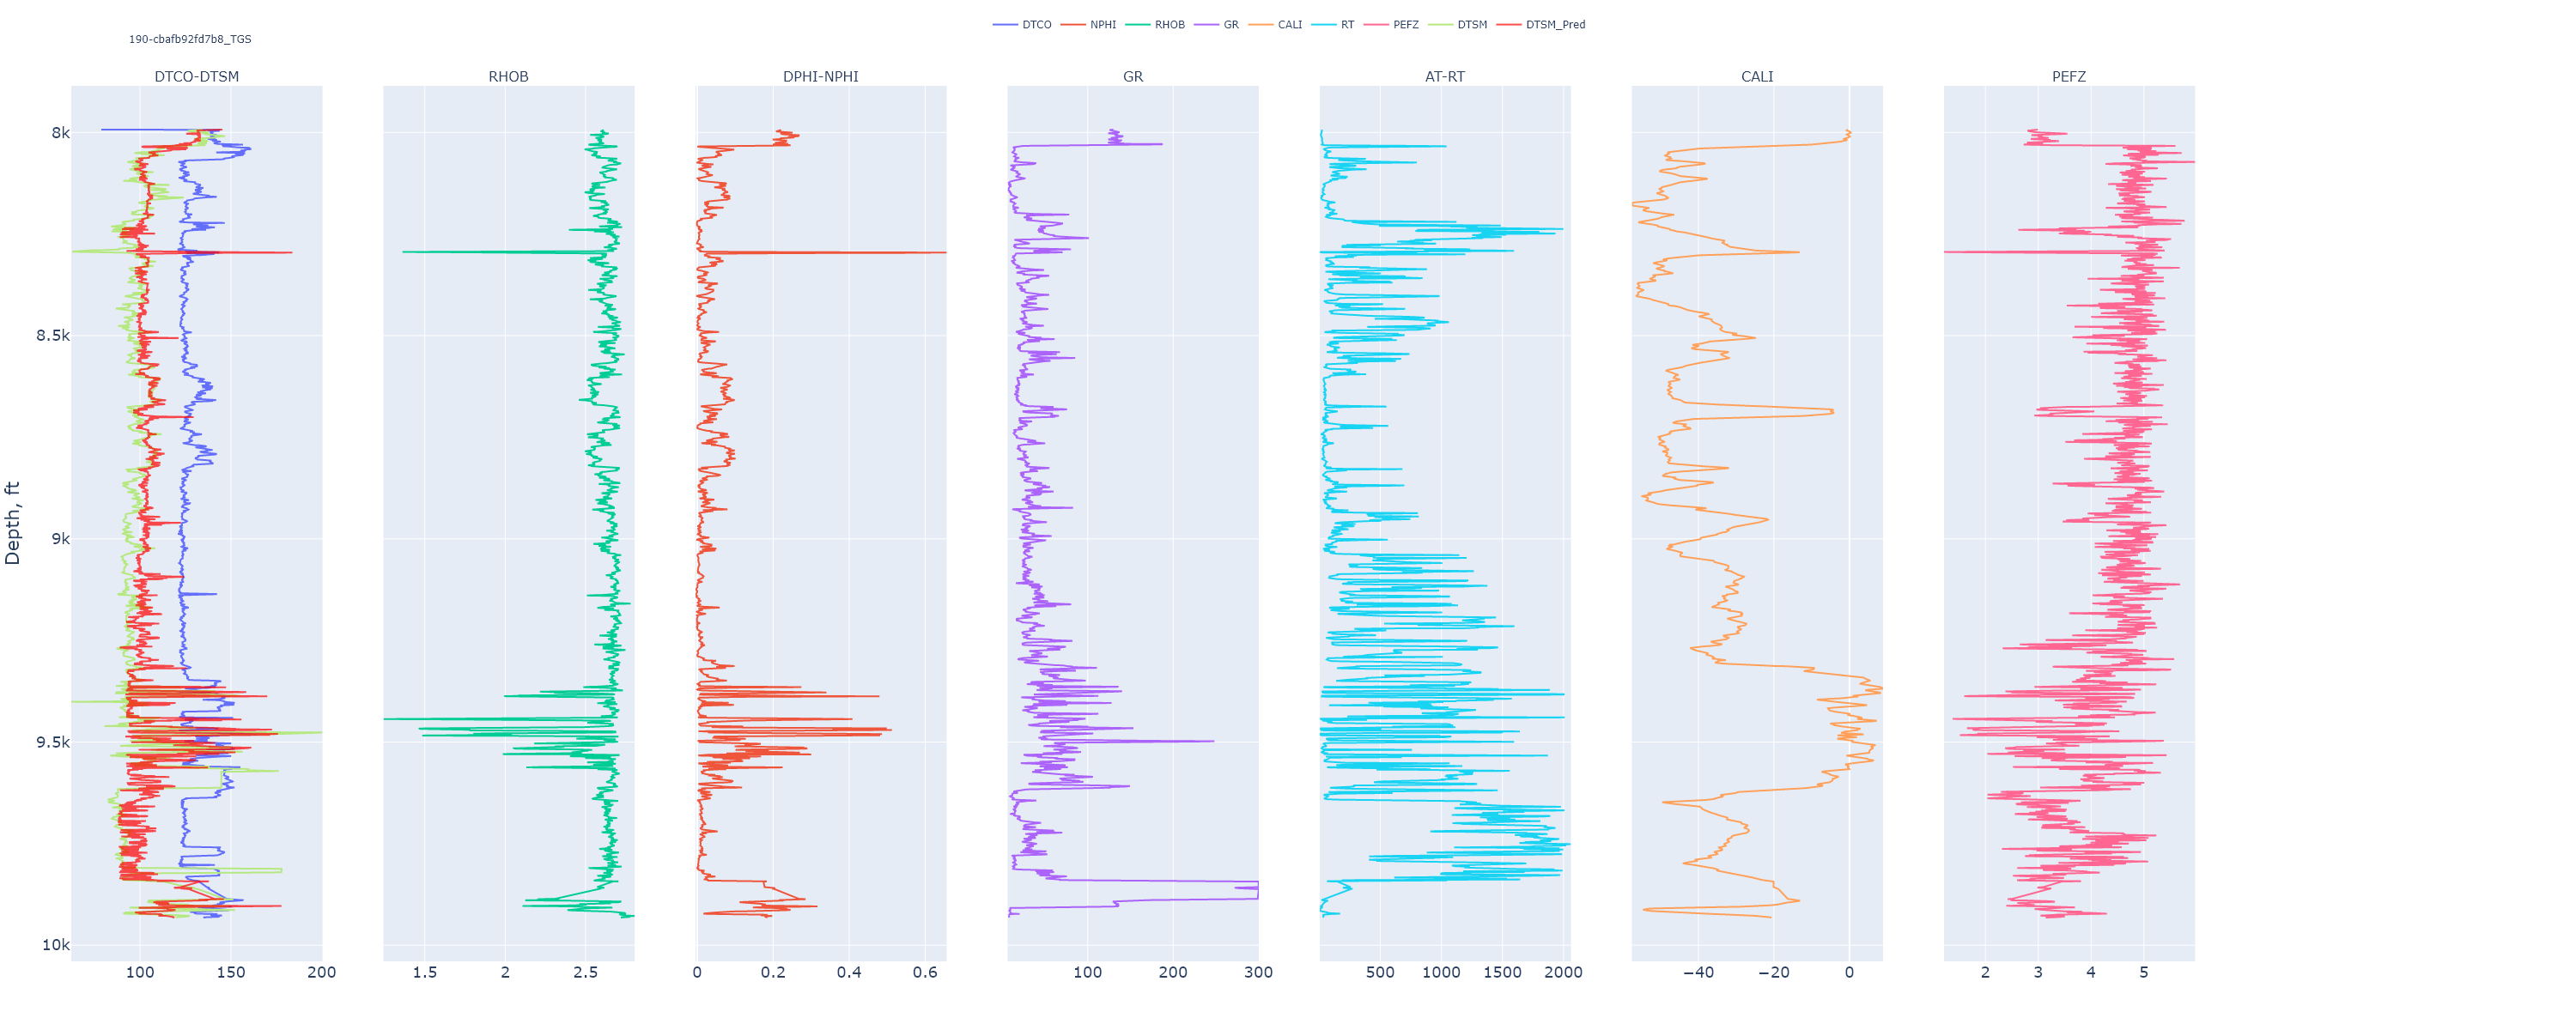 DTCO NPHI RHOB GR CALI RT PEFZ DTSM DTSM_Pred
190-cbafb92fd7b8_TGS
DTCO-DTSM RHOB DPHI-NPHI GR AT-RT CALI PEFZ
8k
8.5k
9k
9.5k
10k
Depth, ft
100 150 200 1.5 2 2.5 0 0.2 0.4 0.6 100 200 300 500 1000 1500 2000 −40 −20 0 2 3 4 5